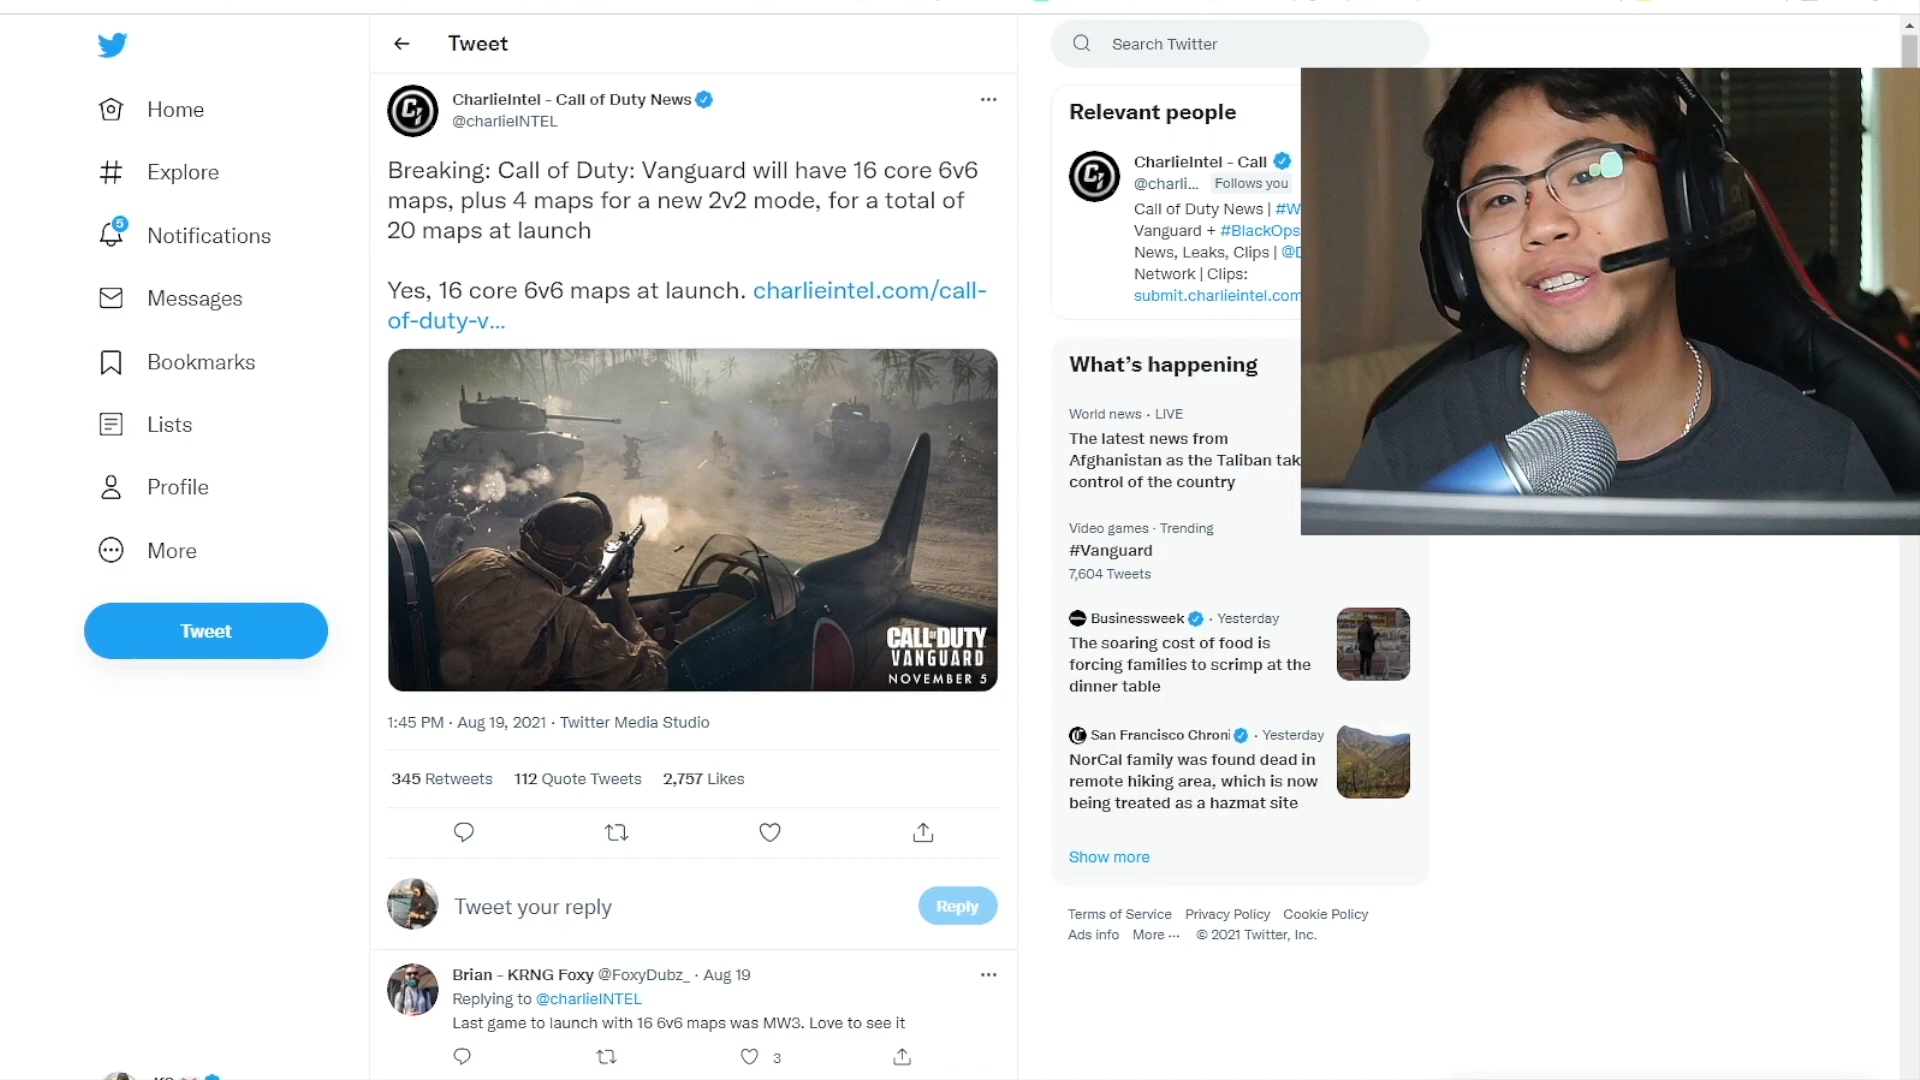 Home
Explore
5
Notifications
Messages
Bookmarks
Lists
Profile
More
Tweet
Tweet
CharlieIntel - Call of Duty News
@charlieINTEL
Breaking: Call of Duty: Vanguard will have 16 core 6v6
maps, plus 4 maps for a new 2v2 mode, for a total of
20 maps at launch
Yes, 16 core 6v6 maps at launch. charlieintel.com/call-
of-duty-v...
CALL OF DUTY
VANGUARD
NOVEMBER 5
1:45 PM · Aug 19, 2021 · Twitter Media Studio
345 Retweets 112 Quote Tweets 2,757 Likes
Tweet your reply
Reply
Brian - KRNG Foxy @FoxyDubz_ · Aug 19
Replying to @charlieINTEL
Last game to launch with 16 6v6 maps was MW3. Love to see it
3
Search Twitter
Relevant people
CharlieIntel - Call
@charli... Follows you
Call of Duty News | #W
Vanguard + #BlackOps
News, Leaks, Clips | @D
Network | Clips:
submit.charlieintel.com
What's happening
World news · LIVE
The latest news from
Afghanistan as the Taliban tak
control of the country
Video games · Trending
#Vanguard
7,604 Tweets
Businessweek · Yesterday
The soaring cost of food is
forcing families to scrimp at the
dinner table
San Francisco Chroni · Yesterday
NorCal family was found dead in
remote hiking area, which is now
being treated as a hazmat site
Show more
Terms of Service Privacy Policy Cookie Policy
Ads info More ··· © 2021 Twitter, Inc.